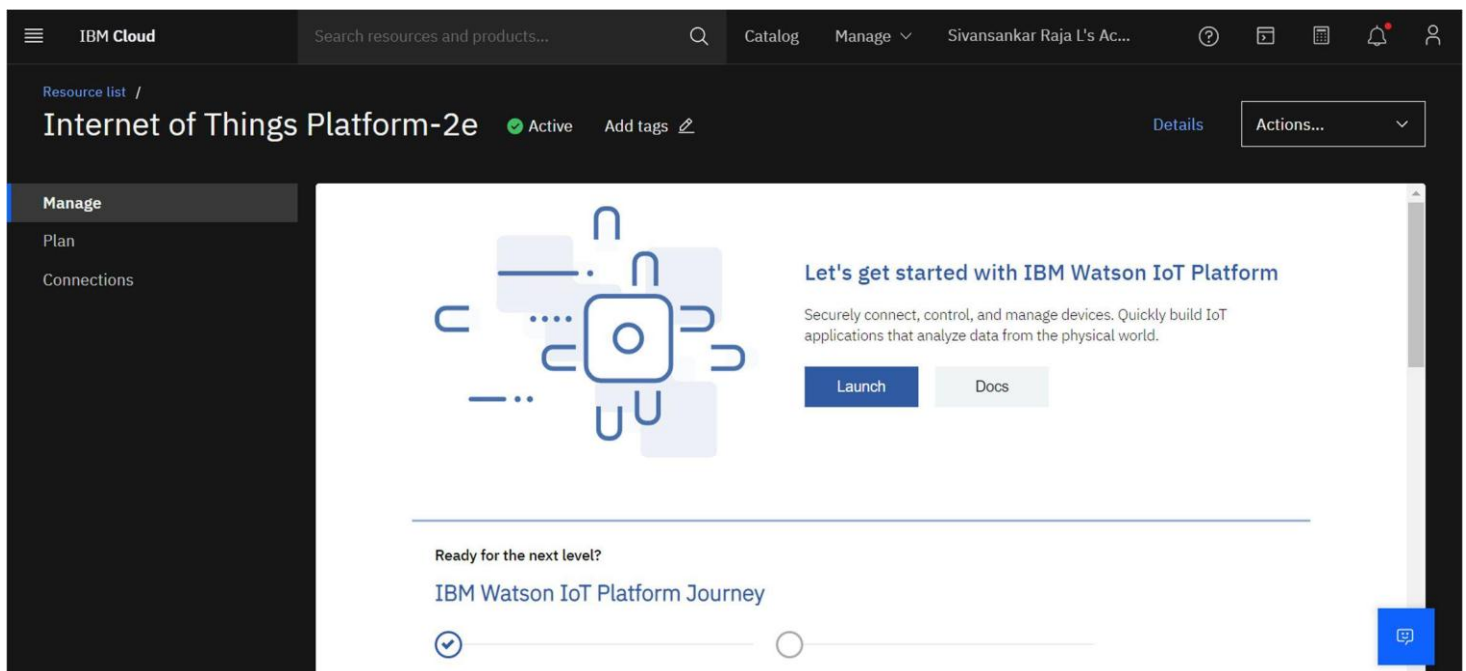 IBM Cloud
Search resources and products...
Catalog
Manage
Sivansankar Raja L's Ac...
Resource list /
Internet of Things Platform-2e
Active
Add tags
Details
Actions...
Manage
Plan
Connections
Let's get started with IBM Watson IoT Platform
Securely connect, control, and manage devices. Quickly build IoT
applications that analyze data from the physical world.
Launch
Docs
Ready for the next level?
IBM Watson IoT Platform Journey